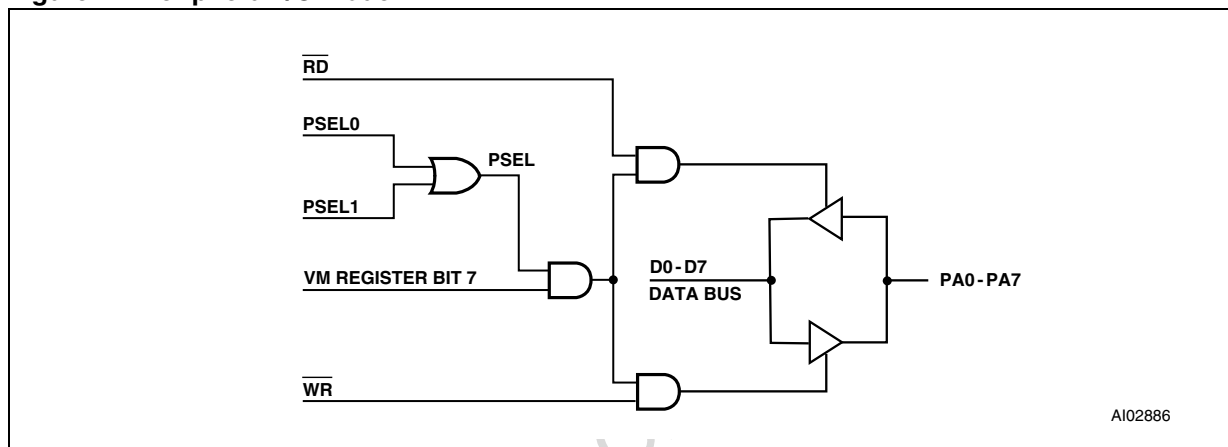 RD
PSEL0
PSEL
PSEL1
VM REGISTER BIT 7
D0-D7
DATA BUS
PA0-PA7
WR
AI02886